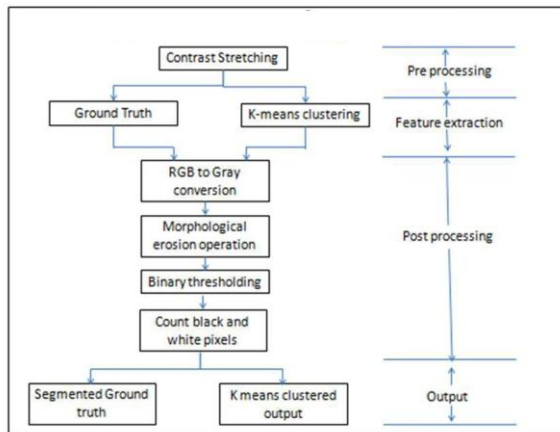 Contrast Stretching
Pre processing
Ground Truth
K-means clustering
Feature extraction
RGB to Gray
conversion
Morphological
erosion operation
Post processing
Binary thresholding
Count black and
white pixels
Segmented Ground
truth
K means clustered
output
Output